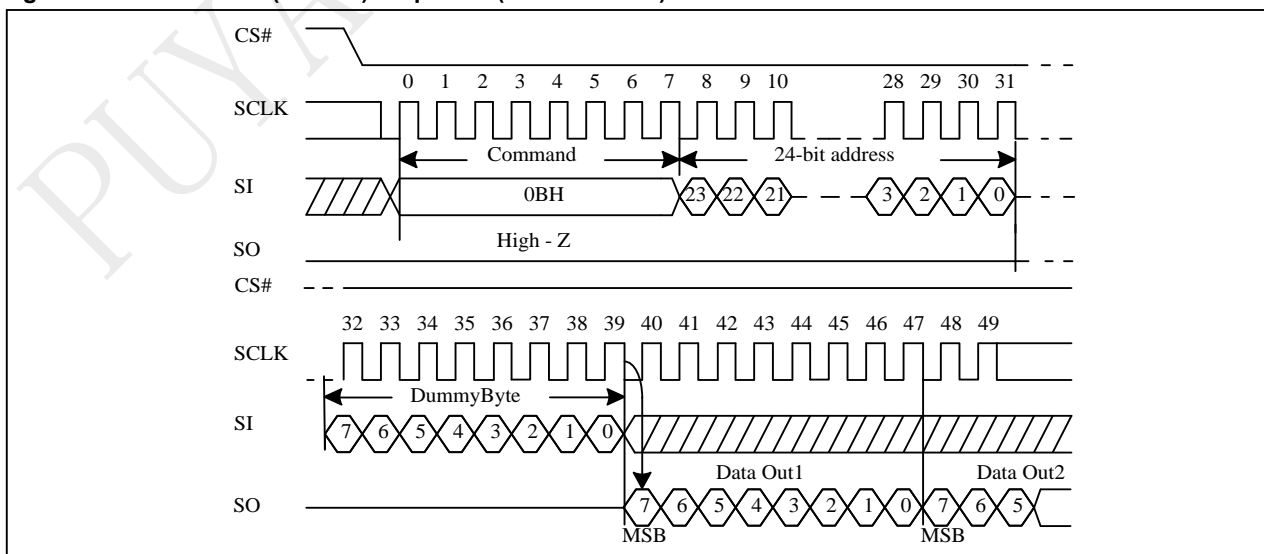 PUYA
CS#
0 1 2 3 4 5 6 7 8 9 10 28 29 30 31
SCLK
Command 24-bit address
SI 0BH 23 22 21 3 2 1 0
High - Z
SO
CS#
32 33 34 35 36 37 38 39 40 41 42 43 44 45 46 47 48 49
SCLK
DummyByte
SI 7 6 5 4 3 2 1 0
Data Out1 Data Out2
SO 7 6 5 4 3 2 1 0 7 6 5
MSB MSB